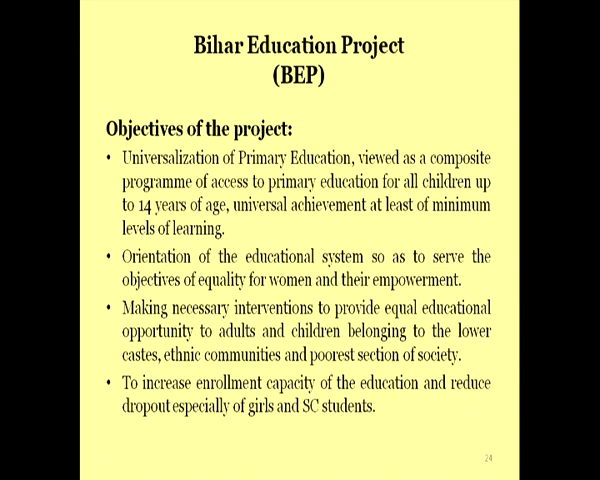 Bihar Education Project
(BEP)
Objectives of the project:
• Universalization of Primary Education, viewed as a composite
programme of access to primary education for all children up
to 14 years of age, universal achievement at least of minimum
levels of learning.
• Orientation of the educational system so as to serve the
objectives of equality for women and their empowerment.
• Making necessary interventions to provide equal educational
opportunity to adults and children belonging to the lower
castes, ethnic communities and poorest section of society.
• To increase enrollment capacity of the education and reduce
dropout especially of girls and SC students.
24